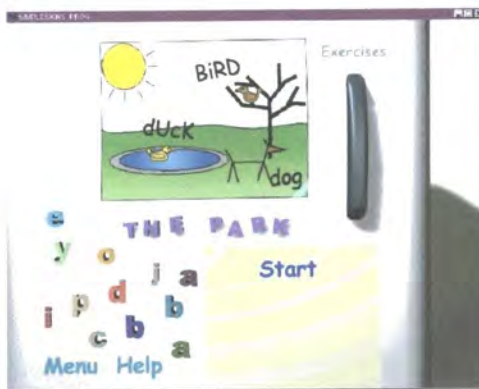 Exercises
BiRD
dUcK
dog
THE PARK
e
y o
j a
p d b
i b
c a
Start
Menu Help